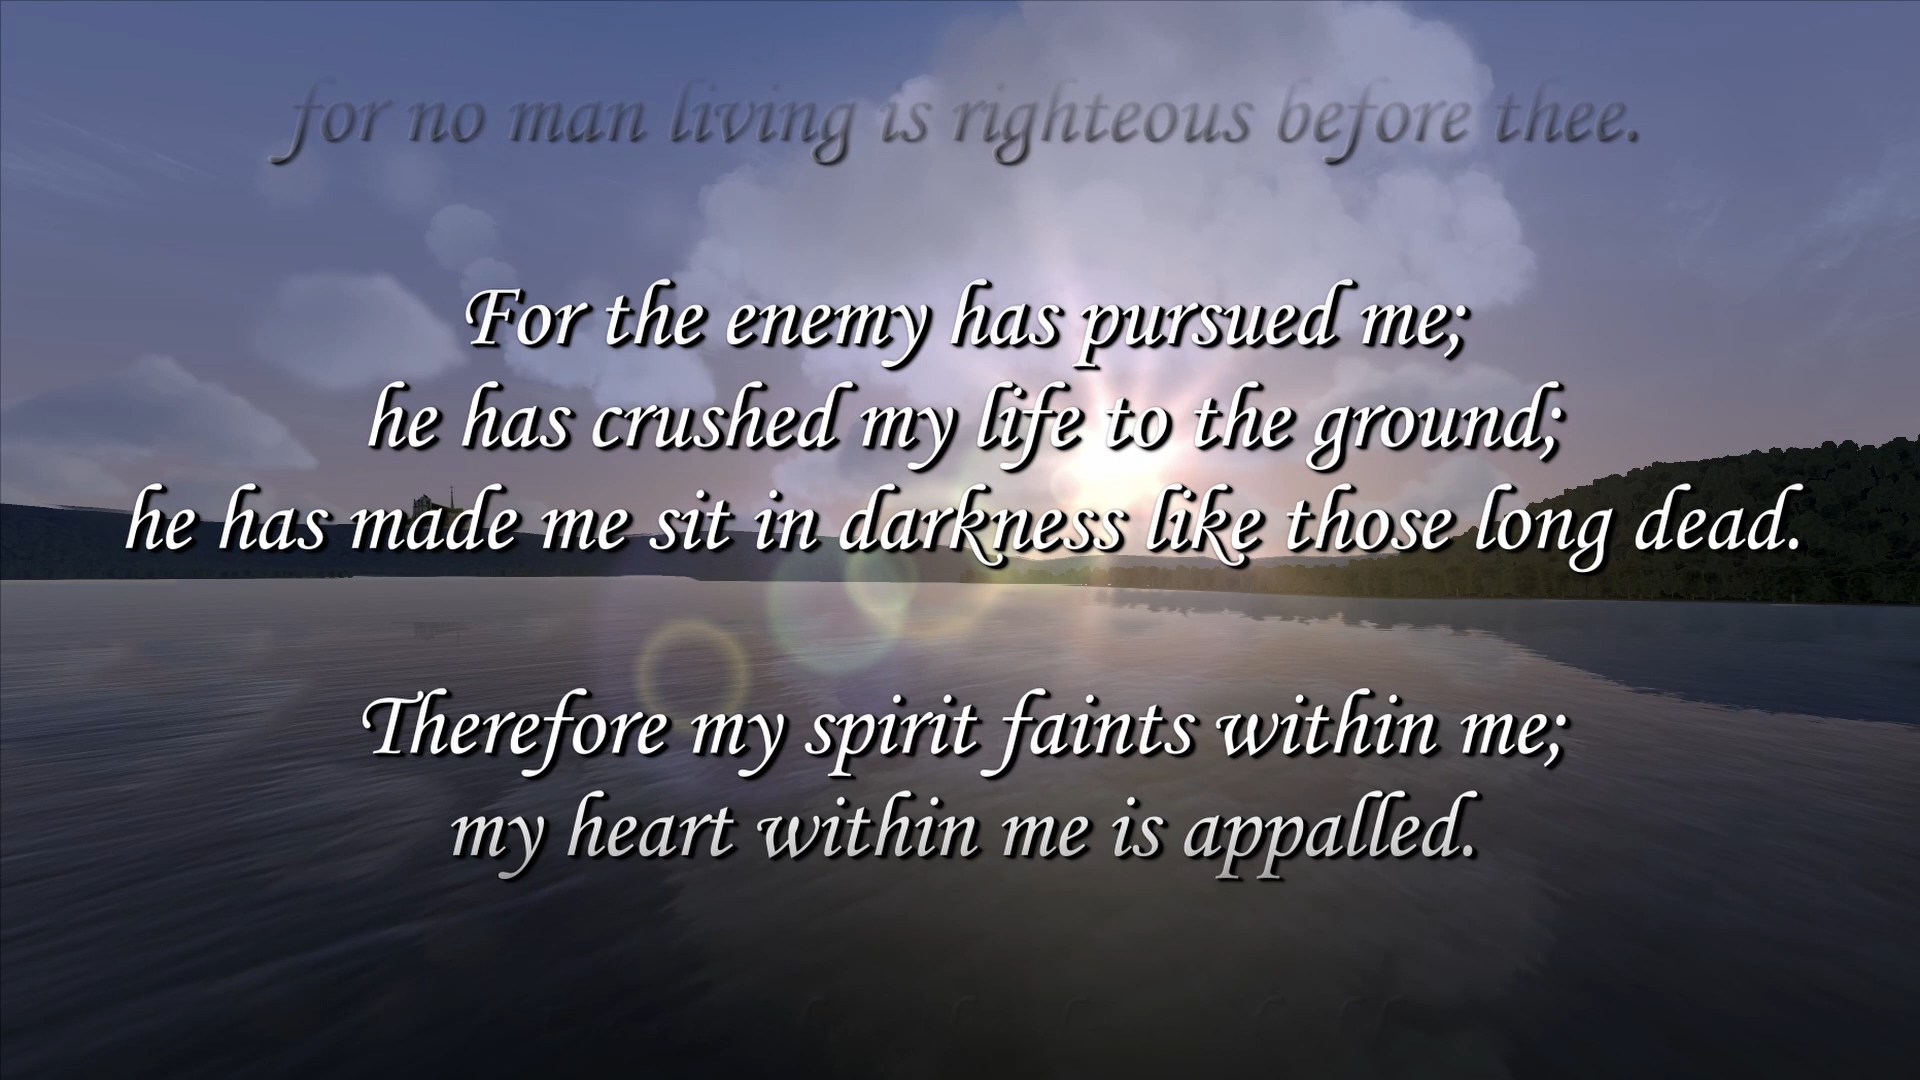 for no man living is righteous before thee.
For the enemy has pursued me;
he has crushed my life to the ground;
he has made me sit in darkness like those long dead.
Therefore my spirit faints within me;
my heart within me is appalled.